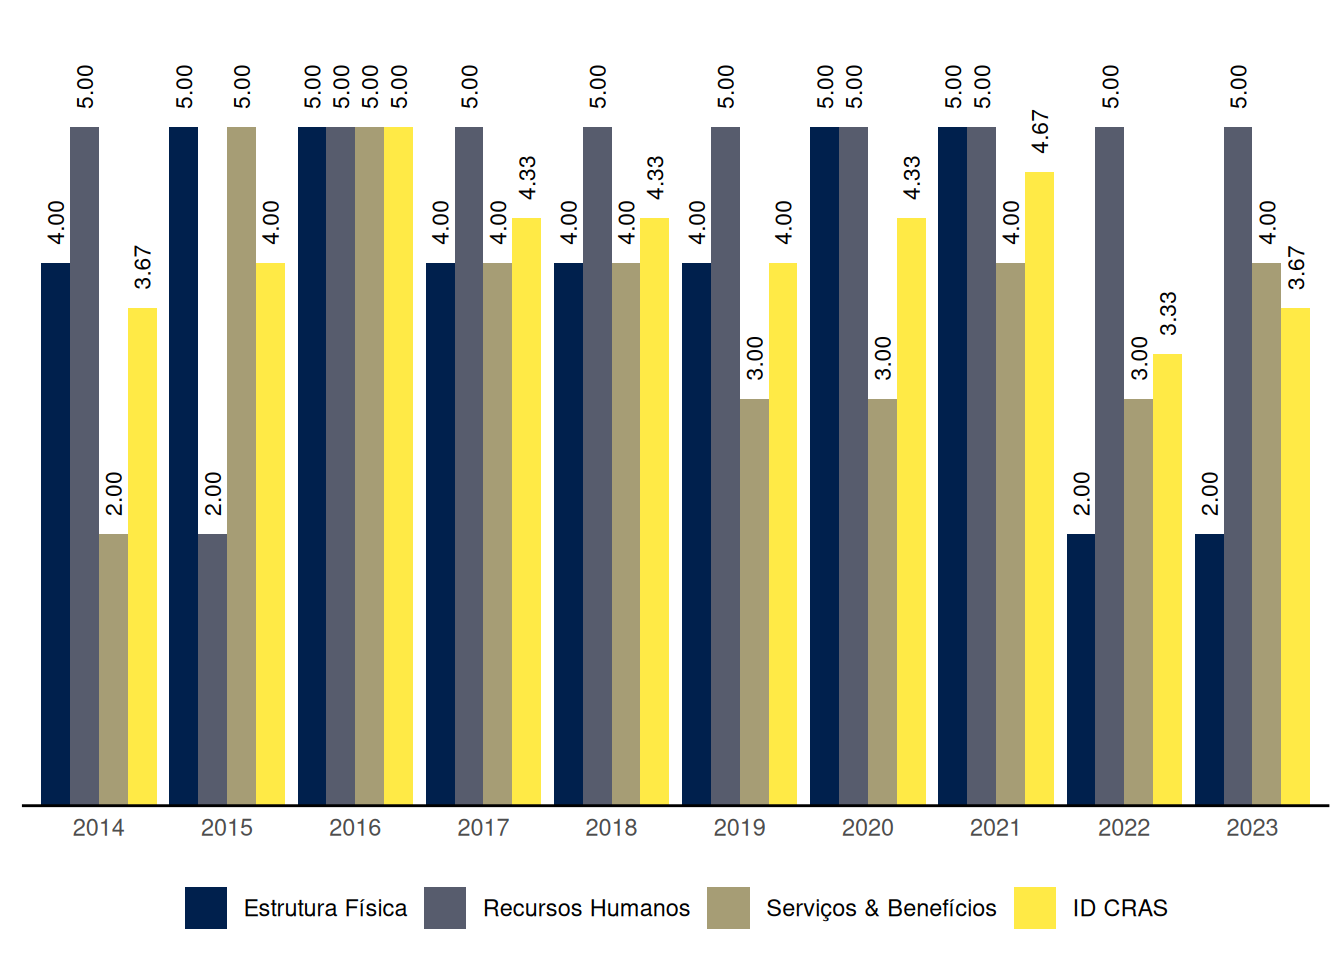 5.00 5.00 5.00 5.00 5.00 5.00 5.00 5.00 5.00 5.00 5.00 5.00 5.00 5.00 5.00 5.00
4.67
4.33 4.33 4.33
4.00 4.00 4.00 4.00 4.00 4.00 4.00 4.00 4.00 4.00
3.67 3.67
3.33
3.00 3.00 3.00
2.00 2.00 2.00 2.00
2014 2015 2016 2017 2018 2019 2020 2021 2022 2023
Estrutura Física Recursos Humanos Serviços & Benefícios ID CRAS